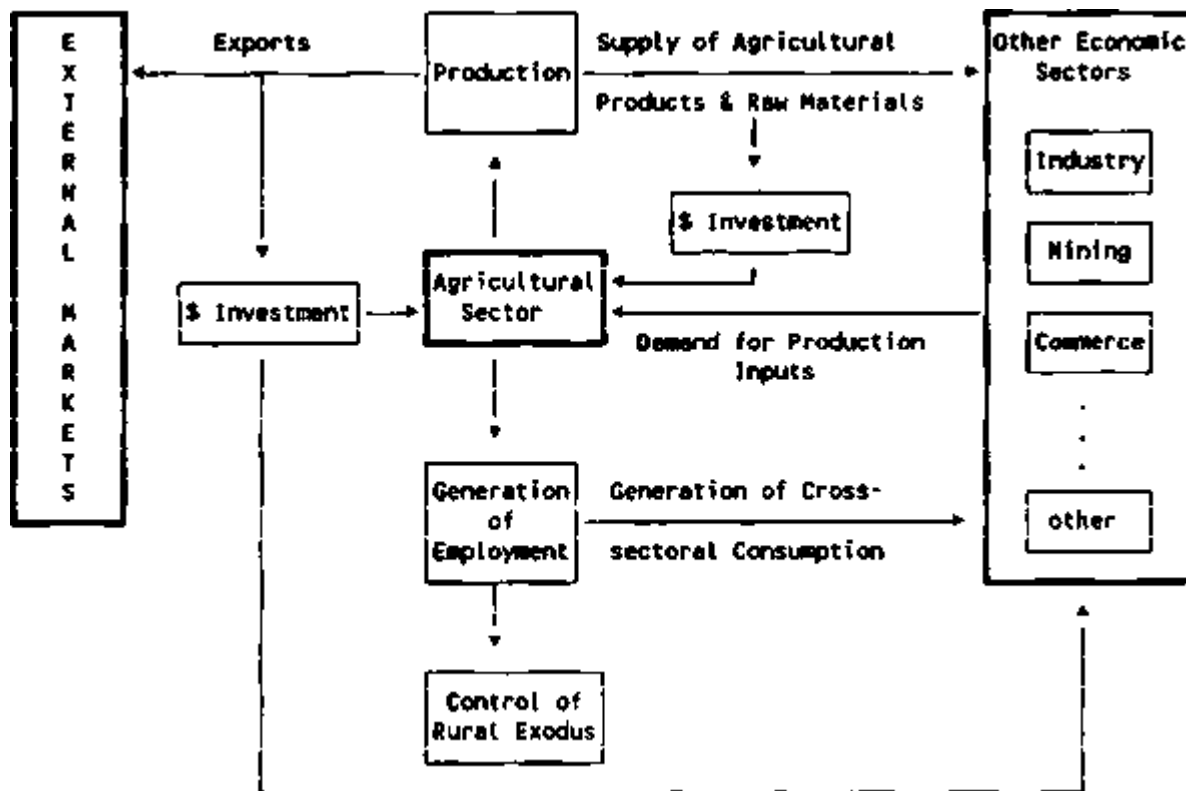 EXTERNAL MARKETS
Exports
Production
Supply of Agricultural
Products & Raw Materials
Other Economic
Sectors
Industry
$ Investment
Mining
Agricultural
Sector
$ Investment
Commerce
Demand for Production
Inputs
Generation
of
Employment
Generation of Cross-
sectoral Consumption
other
Control of
Rural Exodus